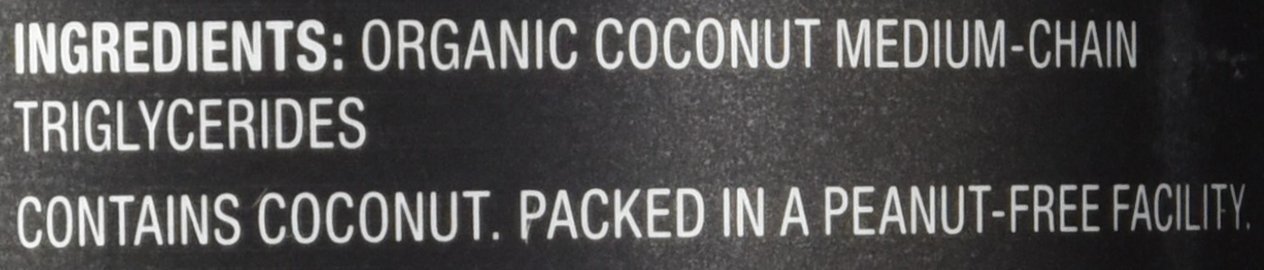 INGREDIENTS: ORGANIC COCONUT MEDIUM-CHAIN
TRIGLYCERIDES
CONTAINS COCONUT. PACKED IN A PEANUT-FREE FACILITY.